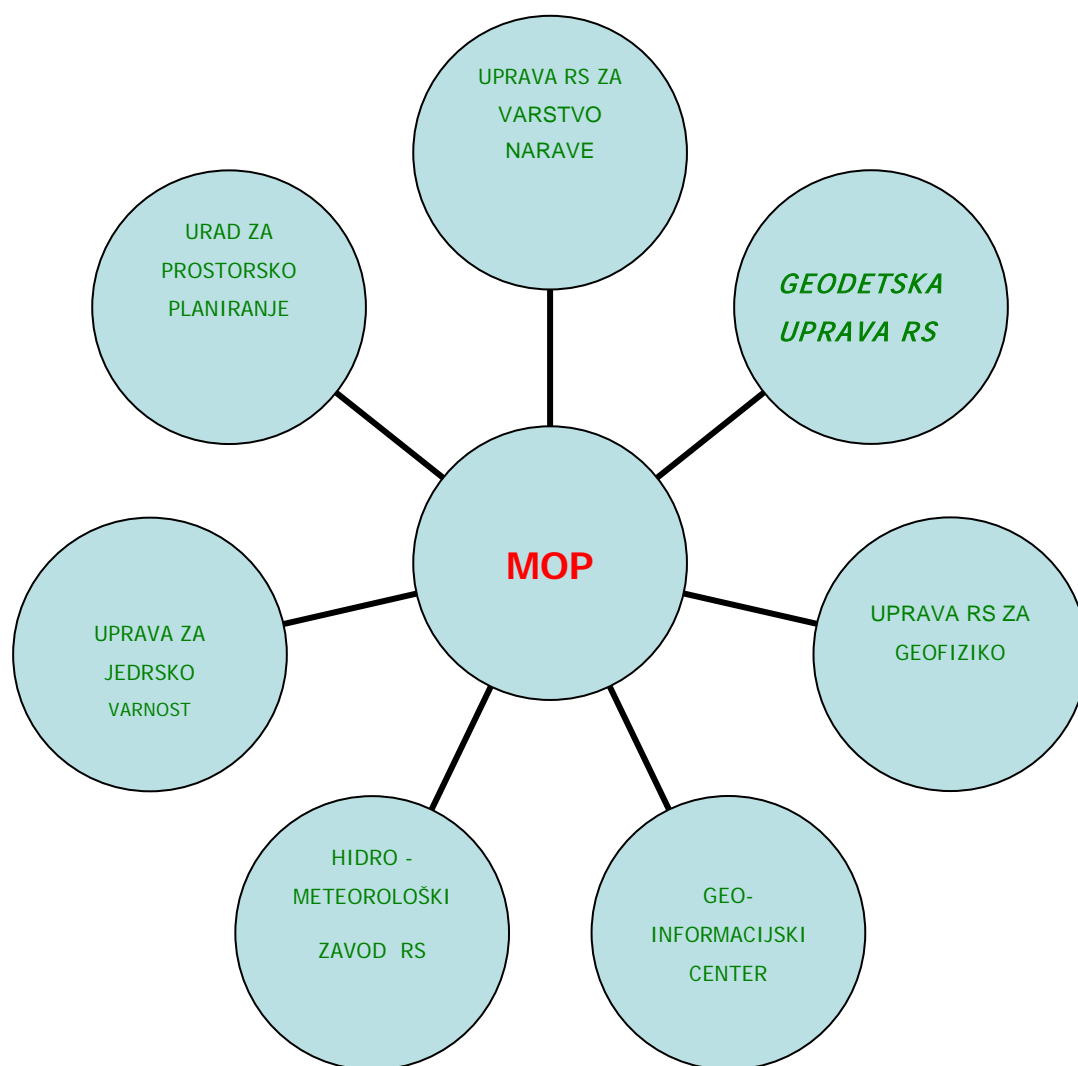 UPRAVA RS ZA
VARSTVO
NARAVE
URAD ZA
PROSTORSKO
PLANIRANJE
GEODETSKA
UPRAVA RS
MOP
UPRAVA ZA
JEDRSKO
VARNOST
UPRAVA RS ZA
GEOFIZIKO
HIDRO -
METEOROLOŠKI
ZAVOD RS
GEO-
INFORMACIJSKI
CENTER